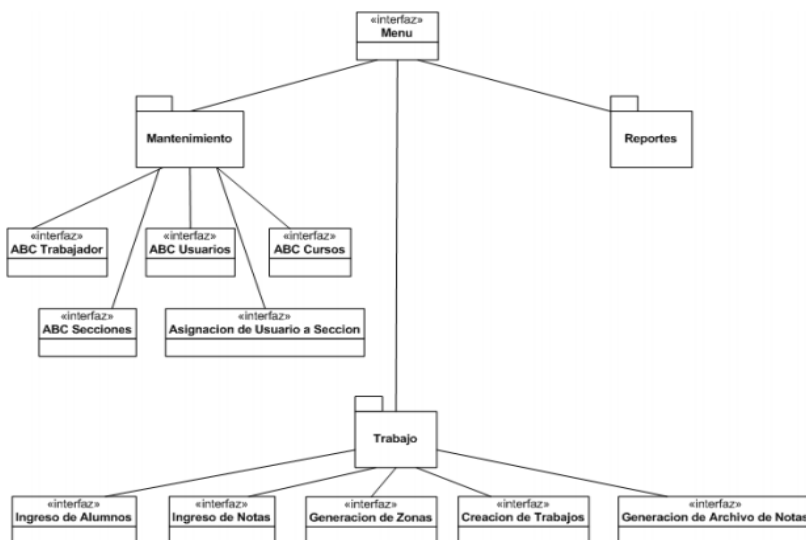 «interfaz»
Menu
Mantenimiento
Reportes
«interfaz»
ABC Trabajador
«interfaz»
ABC Usuarios
«interfaz»
ABC Cursos
«interfaz»
ABC Secciones
«interfaz»
Asignacion de Usuario a Seccion
Trabajo
«interfaz»
Ingreso de Alumnos
«interfaz»
Ingreso de Notas
«interfaz»
Generacion de Zonas
«interfaz»
Creacion de Trabajos
«interfaz»
Generacion de Archivo de Notas